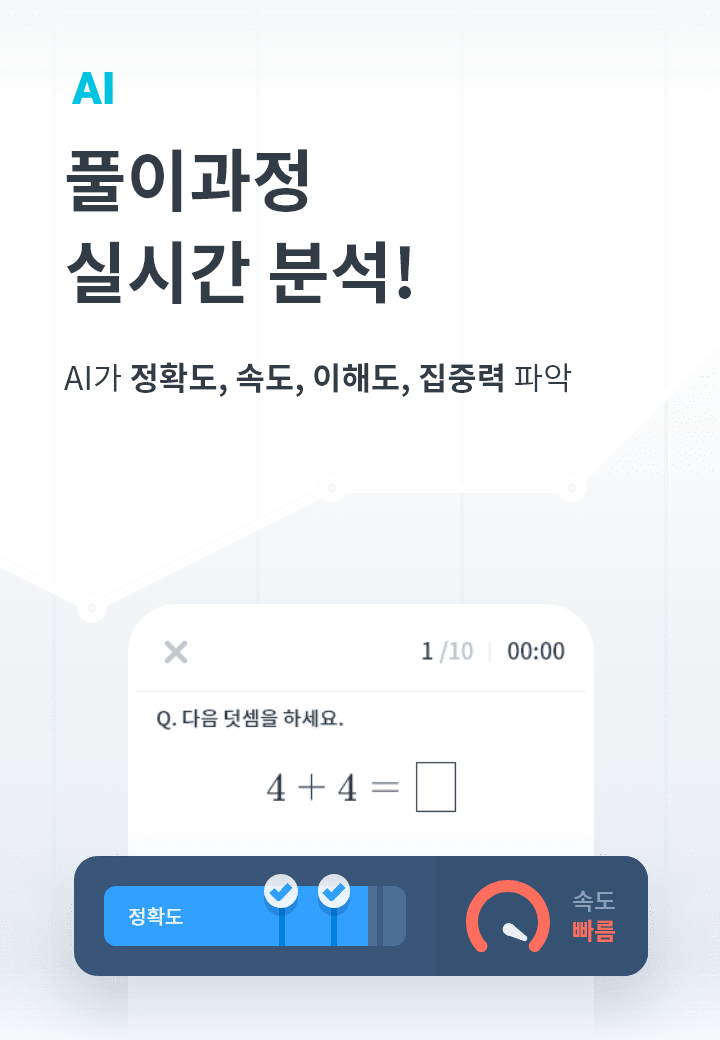 AI
풀이과정
실시간 분석!
AI가 정확도, 속도, 이해도, 집중력 파악
1 /10 00:00
Q. 다음 덧셈을 하세요.
4 + 4 = □
정확도
속도
빠름